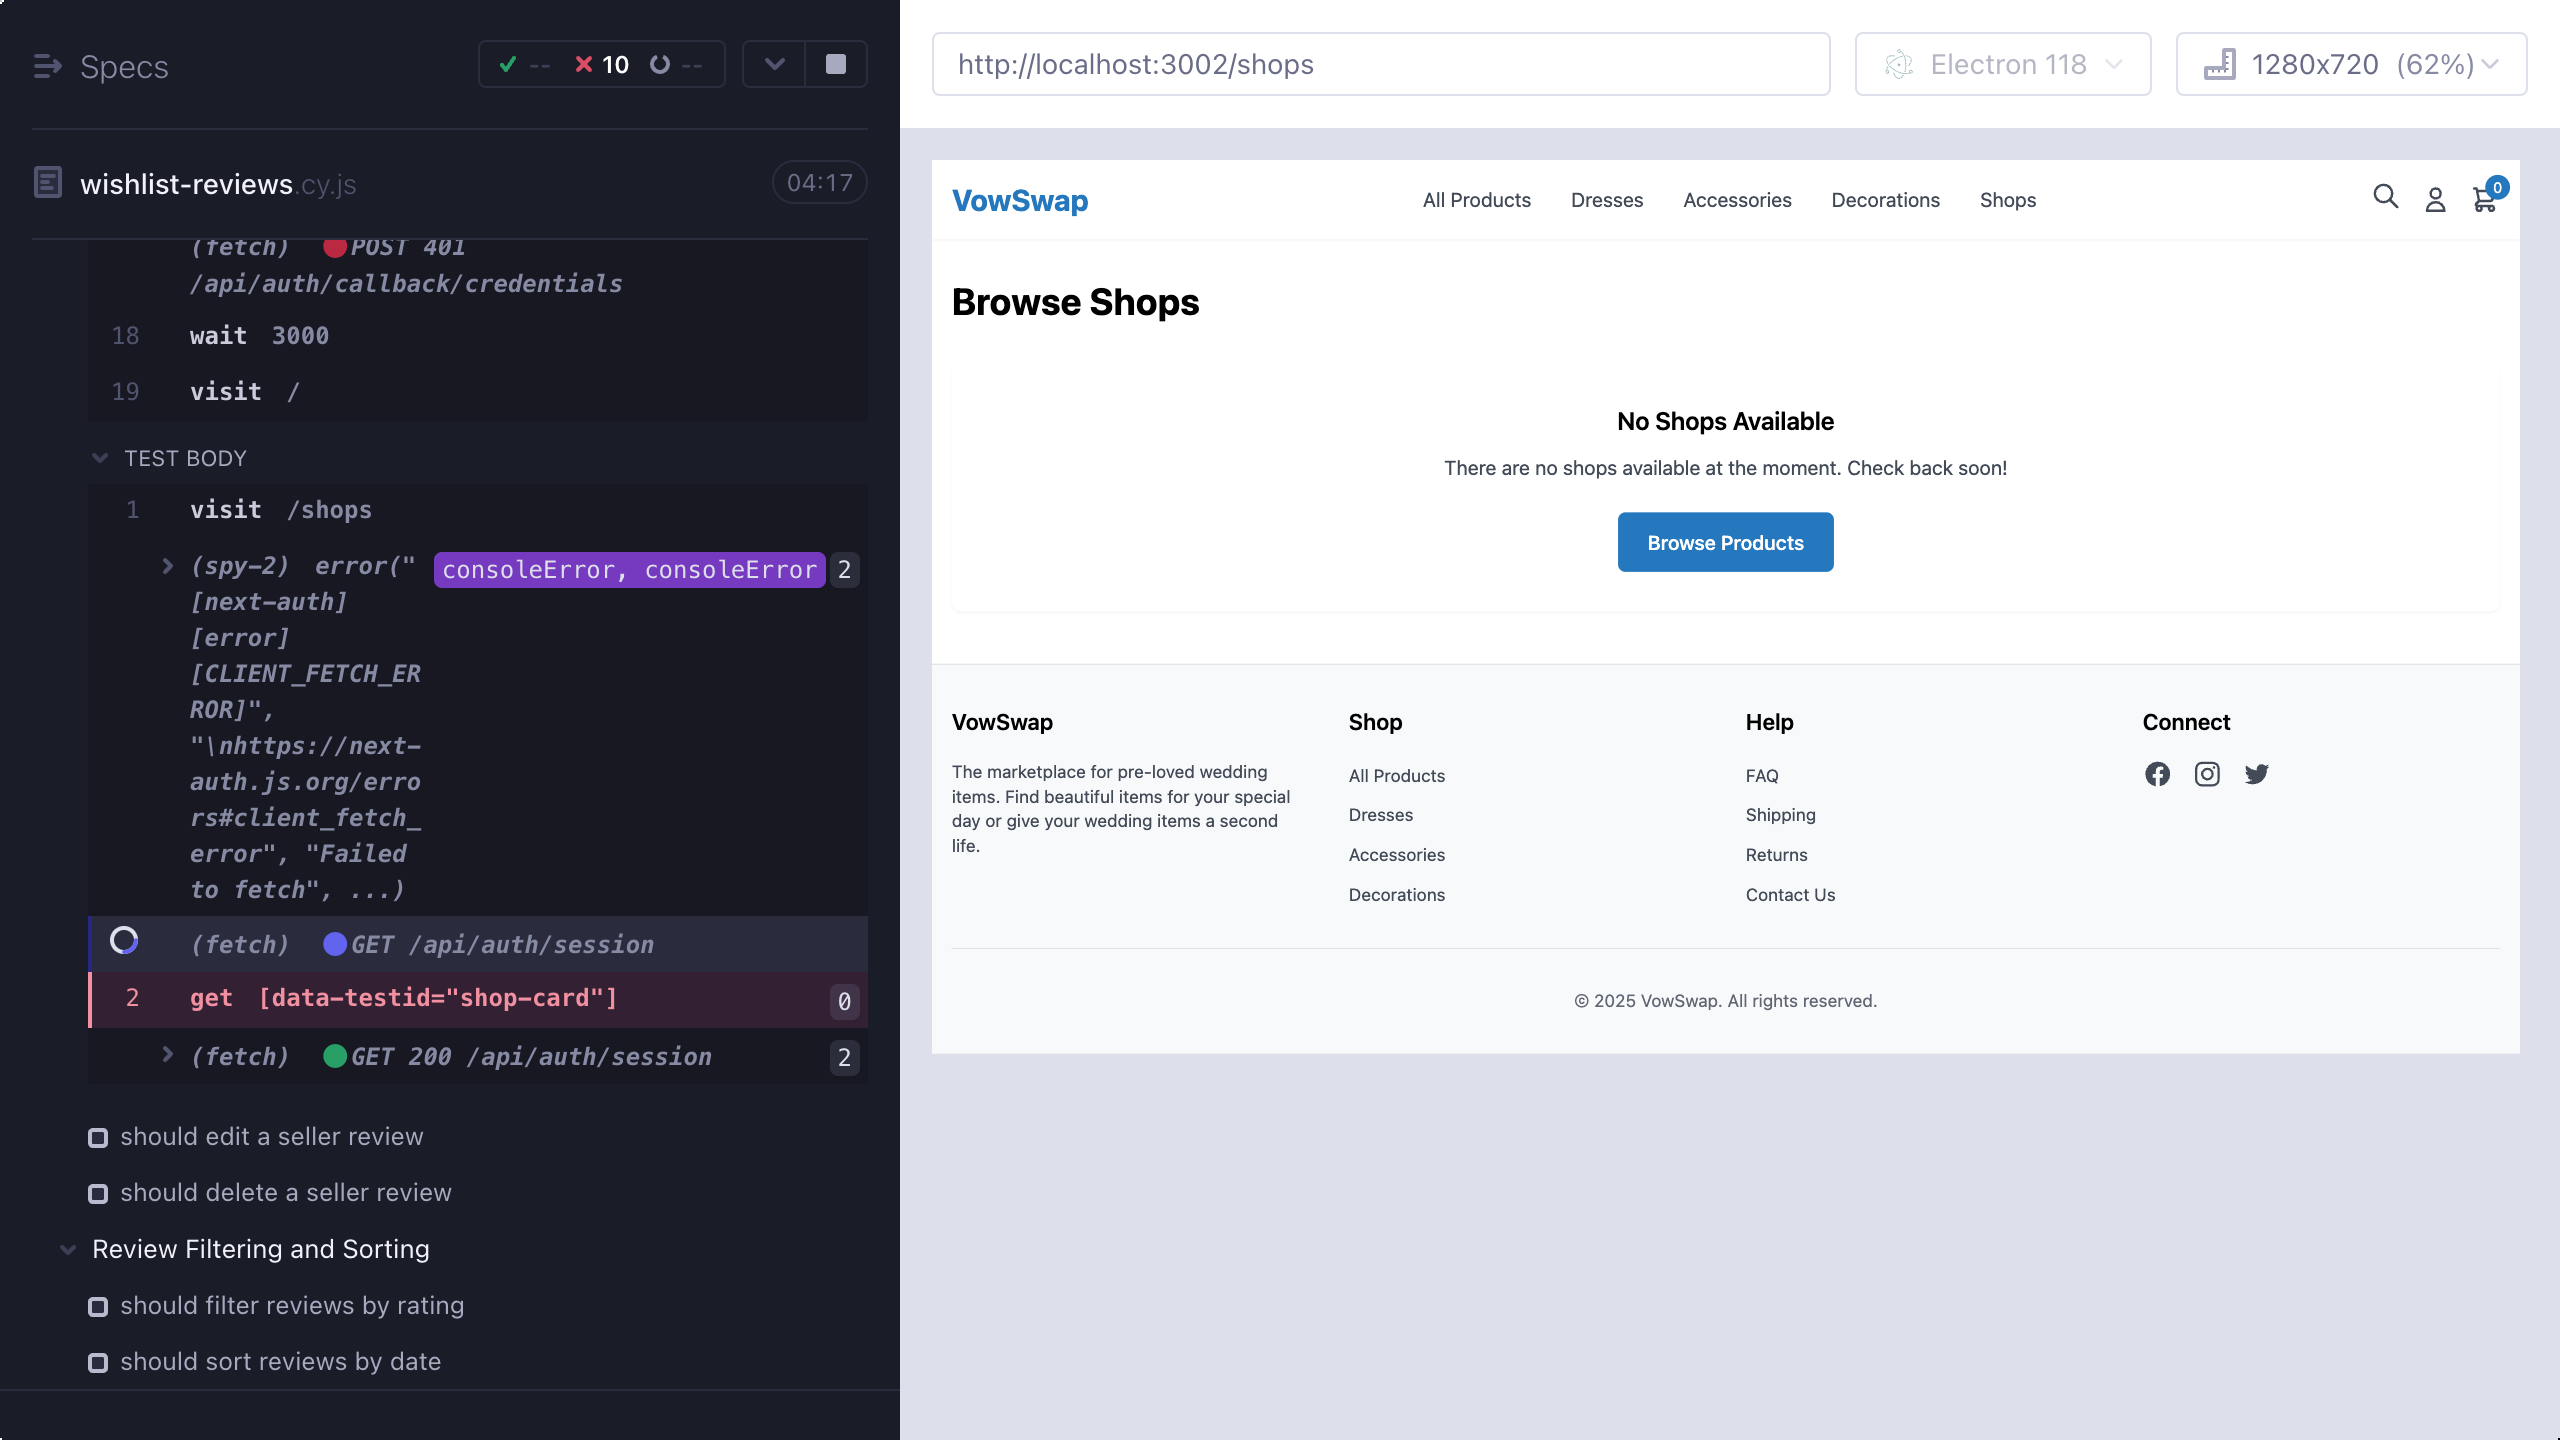 Specs
-- 10 --
wishlist-reviews.cy.js 04:17
(fetch) POST 401
/api/auth/callback/credentials
18 wait 3000
19 visit /
TEST BODY
1 visit /shops
(spy-2) error(" consoleError, consoleError 2
[next-auth]
[error]
[CLIENT_FETCH_ER
ROR]",
"\nhttps://next-
auth.js.org/erro
rs#client_fetch_
error", "Failed
to fetch", ...)
(fetch) GET /api/auth/session
2 get [data-testid="shop-card"] 0
(fetch) GET 200 /api/auth/session 2
should edit a seller review
should delete a seller review
Review Filtering and Sorting
should filter reviews by rating
should sort reviews by date
http://localhost:3002/shops Electron 118 1280x720 (62%)
VowSwap All Products Dresses Accessories Decorations Shops 0
Browse Shops
No Shops Available
There are no shops available at the moment. Check back soon!
Browse Products
VowSwap
The marketplace for pre-loved wedding
items. Find beautiful items for your special
day or give your wedding items a second
life.
Shop
All Products
Dresses
Accessories
Decorations
Help
FAQ
Shipping
Returns
Contact Us
Connect
© 2025 VowSwap. All rights reserved.